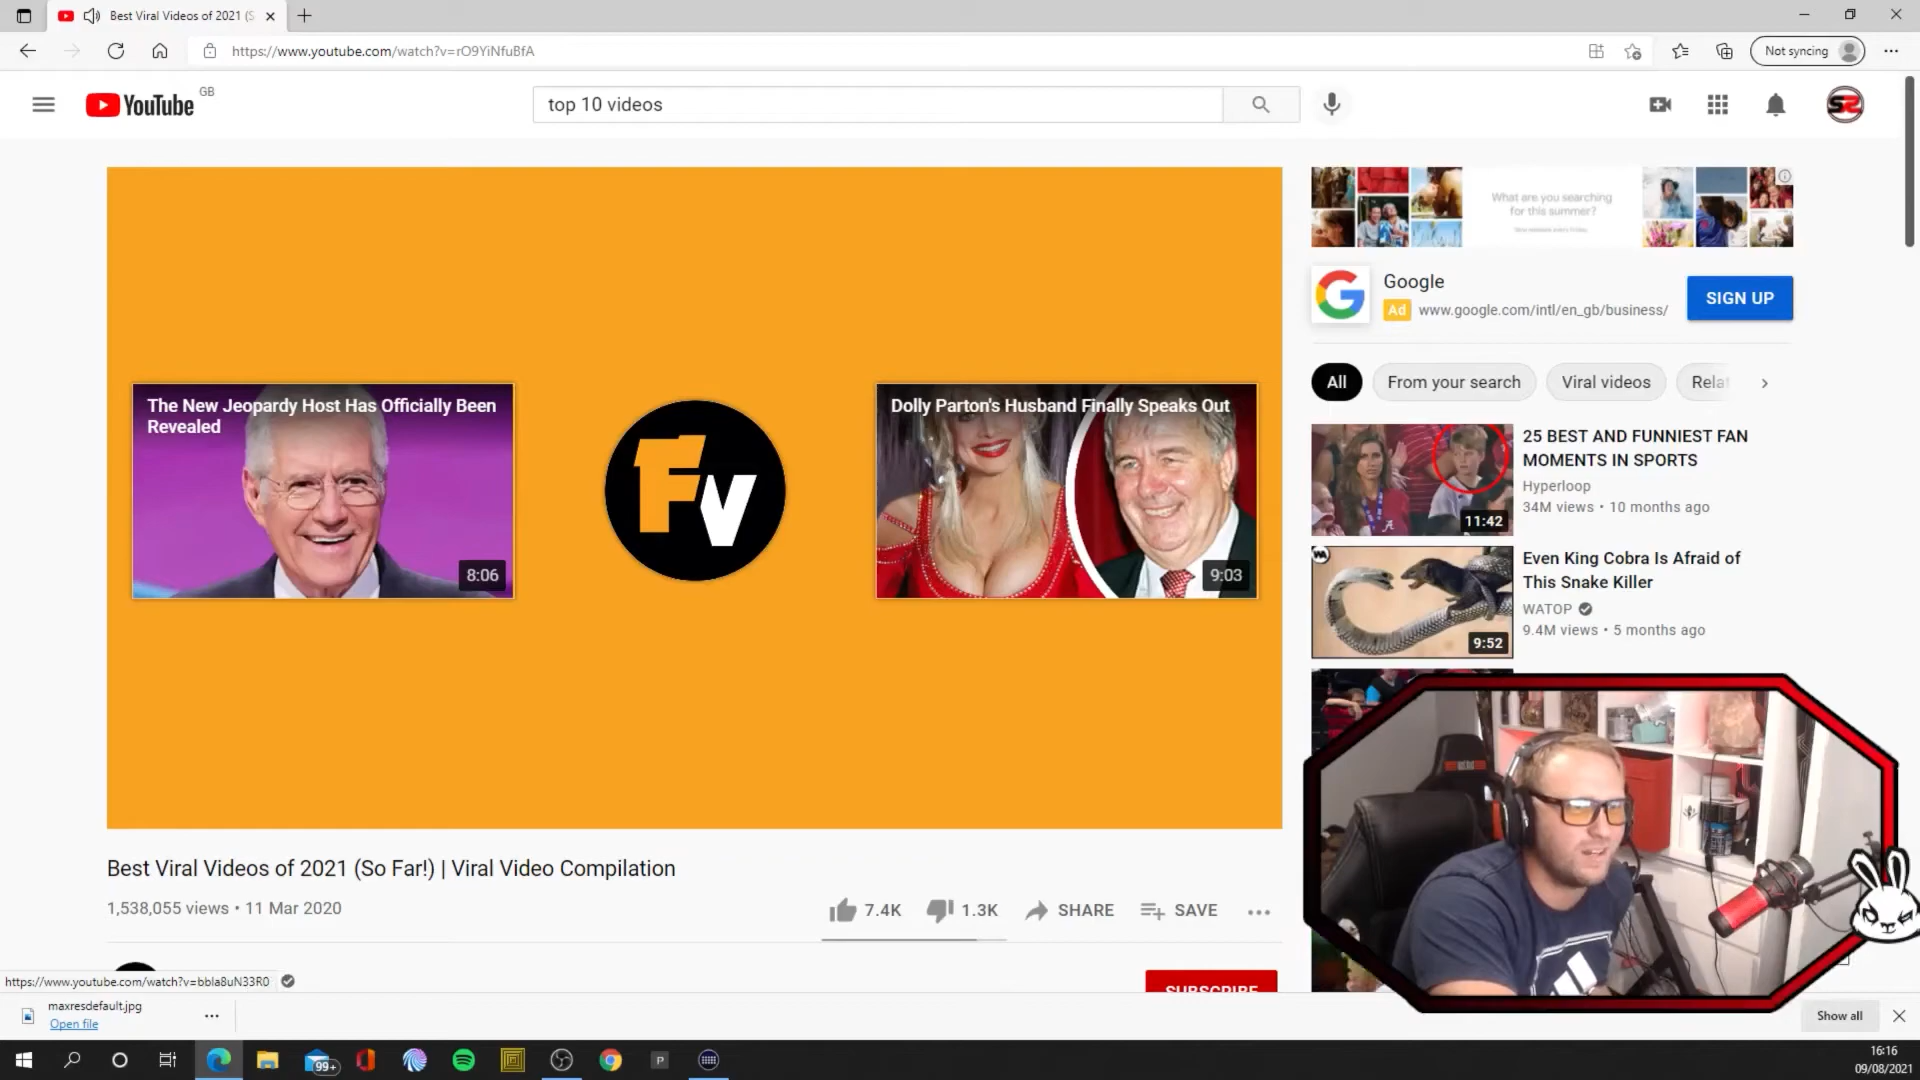 Best Viral Videos of 2021 (S
https://www.youtube.com/watch?v=rO9YiNfuBfA
Not syncing
YouTube GB
top 10 videos
What are you searching
for this summer?
Google
Ad www.google.com/intl/en_gb/business/
SIGN UP
All From your search Viral videos Relat
The New Jeopardy Host Has Officially Been
Revealed
8:06
FV
Dolly Parton's Husband Finally Speaks Out
9:03
25 BEST AND FUNNIEST FAN
MOMENTS IN SPORTS
Hyperloop
34M views • 10 months ago
11:42
Even King Cobra Is Afraid of
This Snake Killer
WATOP
9.4M views • 5 months ago
9:52
Best Viral Videos of 2021 (So Far!) | Viral Video Compilation
1,538,055 views • 11 Mar 2020
7.4K 1.3K SHARE SAVE
SUBSCRIBE
https://www.youtube.com/watch?v=bbla8uN33R0
maxresdefault.jpg
Open file
Show all
99+
P
16:16
09/08/2021